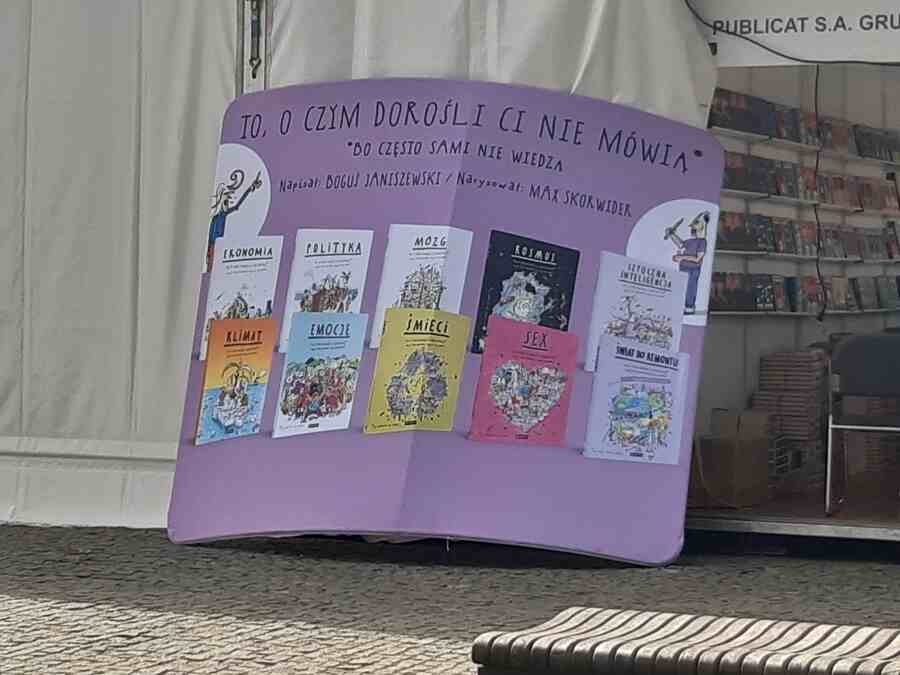 PUBLICAT S.A. GRU
TO, O CZYM DOROŚLI CI NIE MÓWIĄ*
*BO CZĘSTO SAMI NIE WIEDZĄ
Napisał: BOGUŚ JANISZEWSKI / Narysował: MAX SKORWIDER
EKONOMIA
POLITYKA
MÓZG
KOSMOS
SZTUCZNA
INTELIGENCJA
KLIMAT
EMOCJE
ŚMIECI
SEX
ŚWIAT DO REMONTU